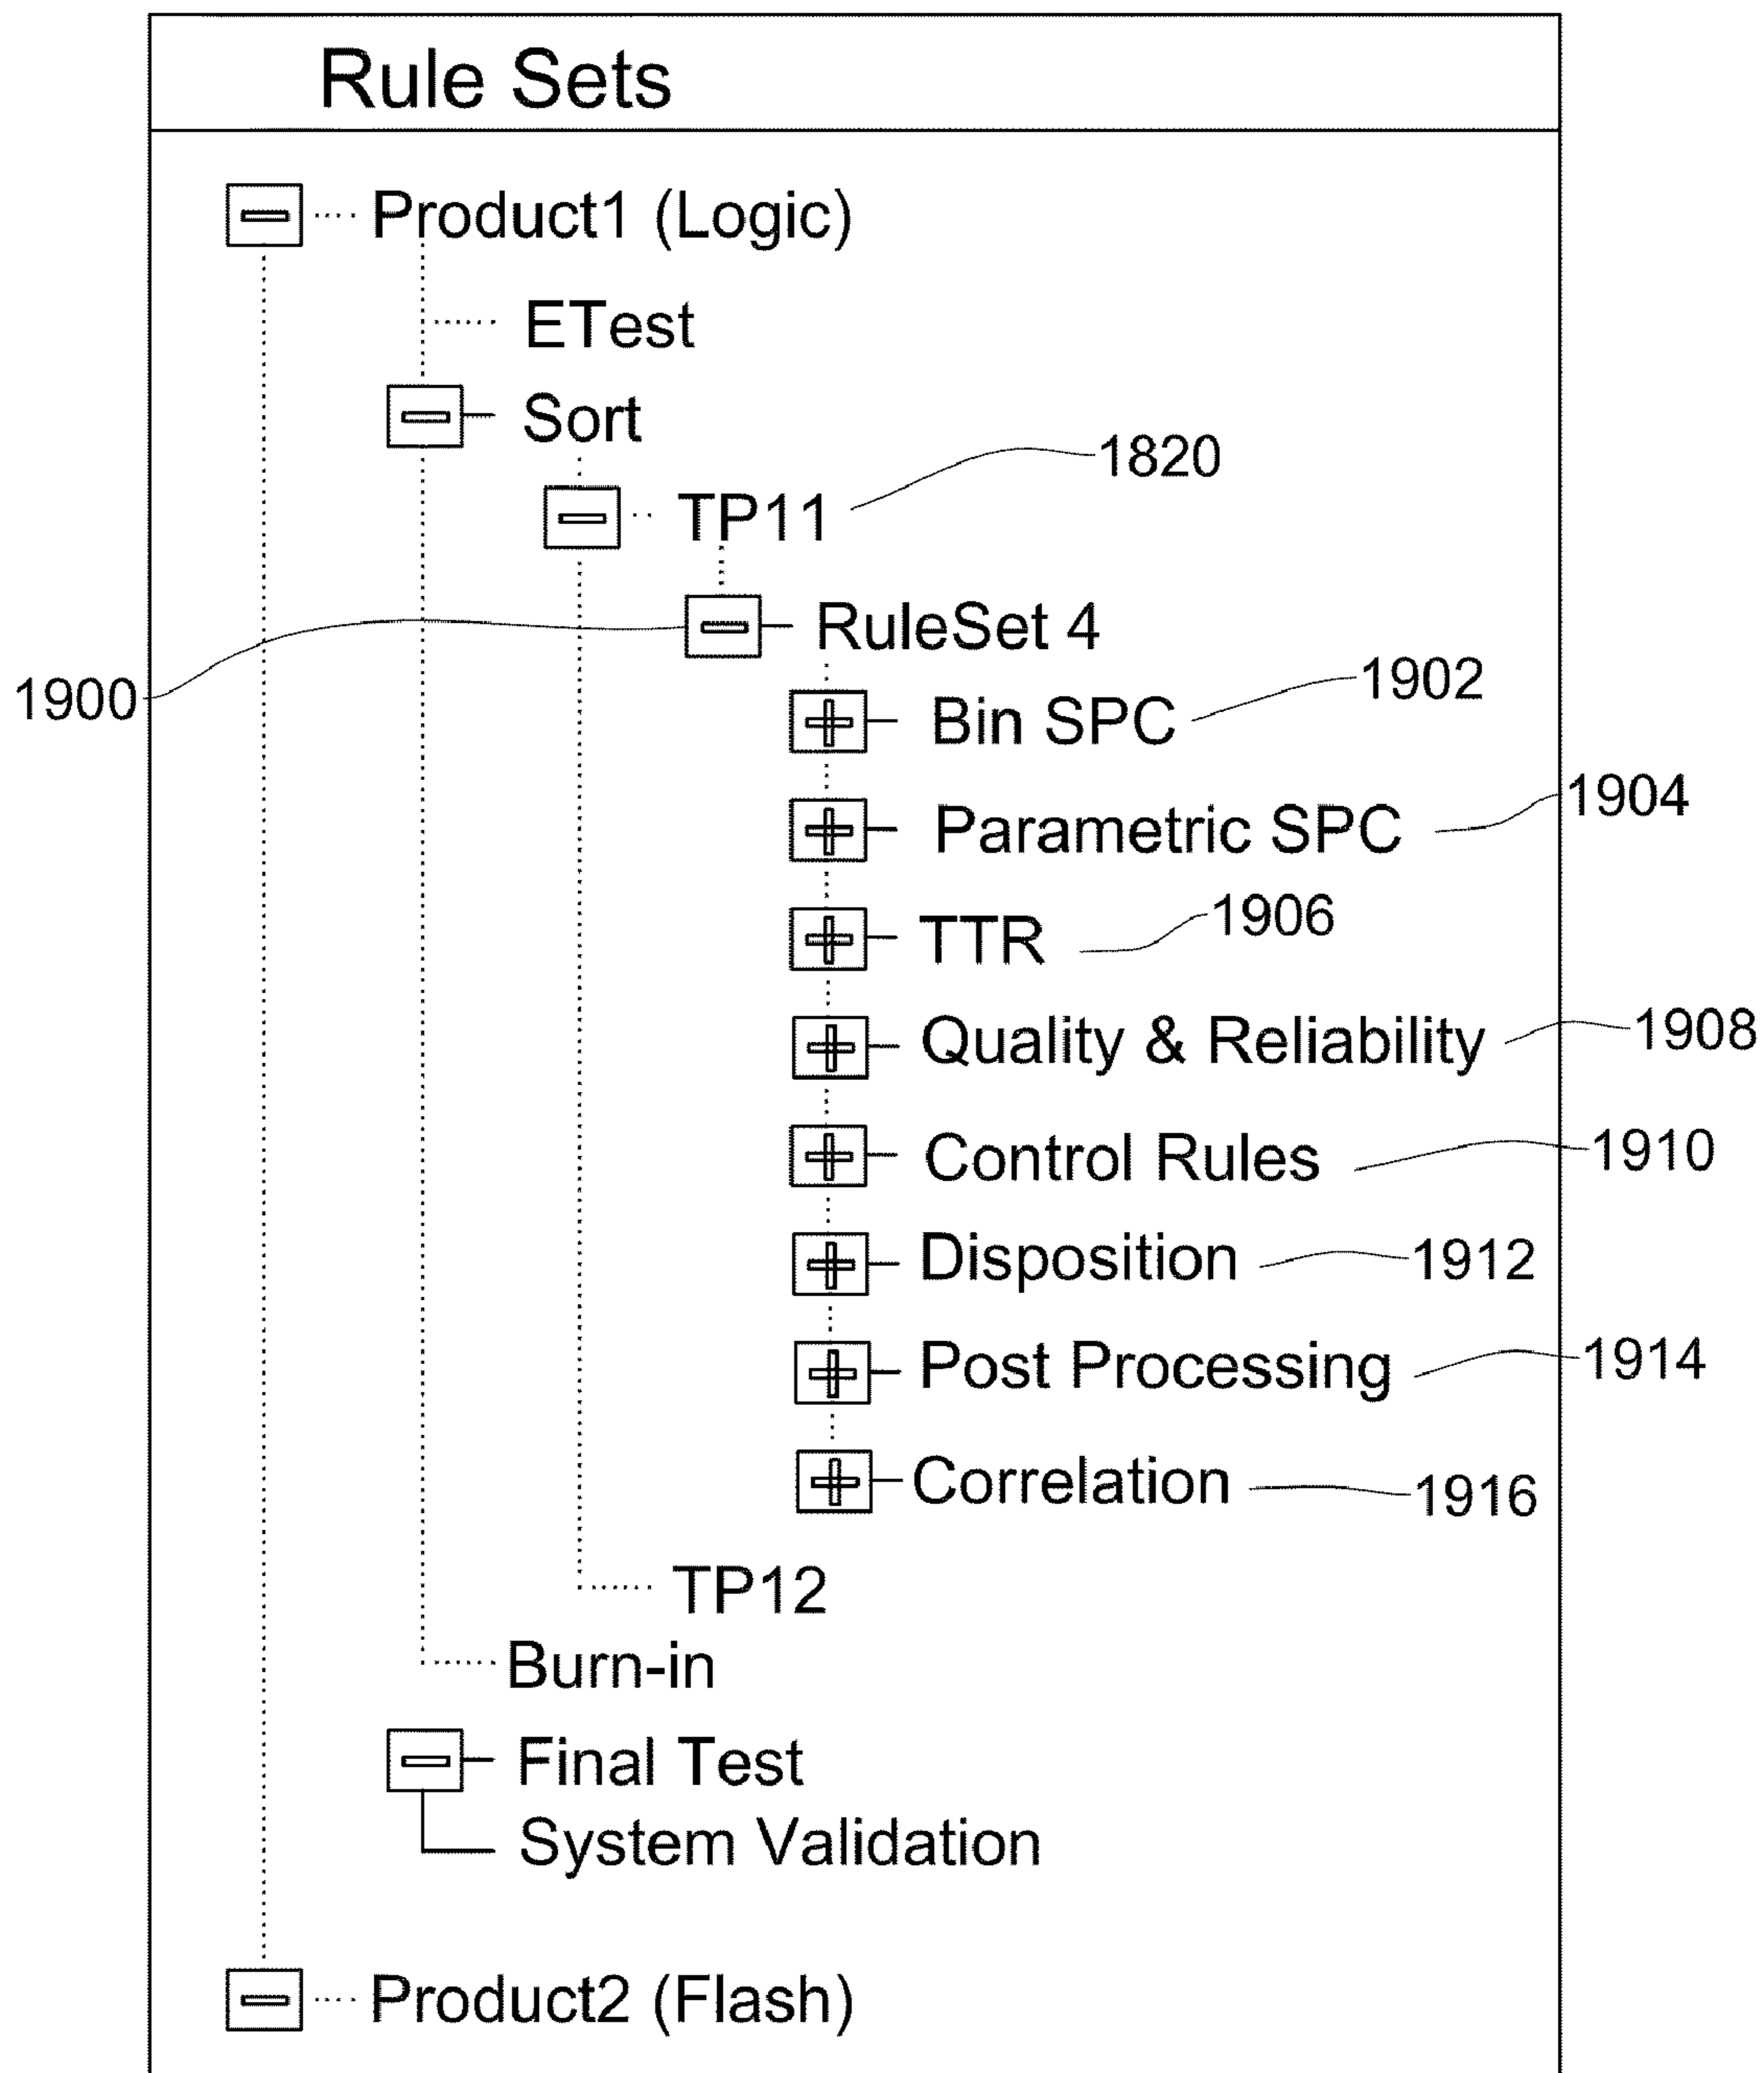 Rule Sets
Product1 (Logic)
ETest
Sort
1820
TP11
RuleSet 4
1900
Bin SPC
1902
Parametric SPC
1904
TTR
1906
Quality & Reliability
1908
Control Rules
1910
Disposition
1912
Post Processing
1914
Correlation
1916
TP12
Burn-in
Final Test
System Validation
Product2 (Flash)